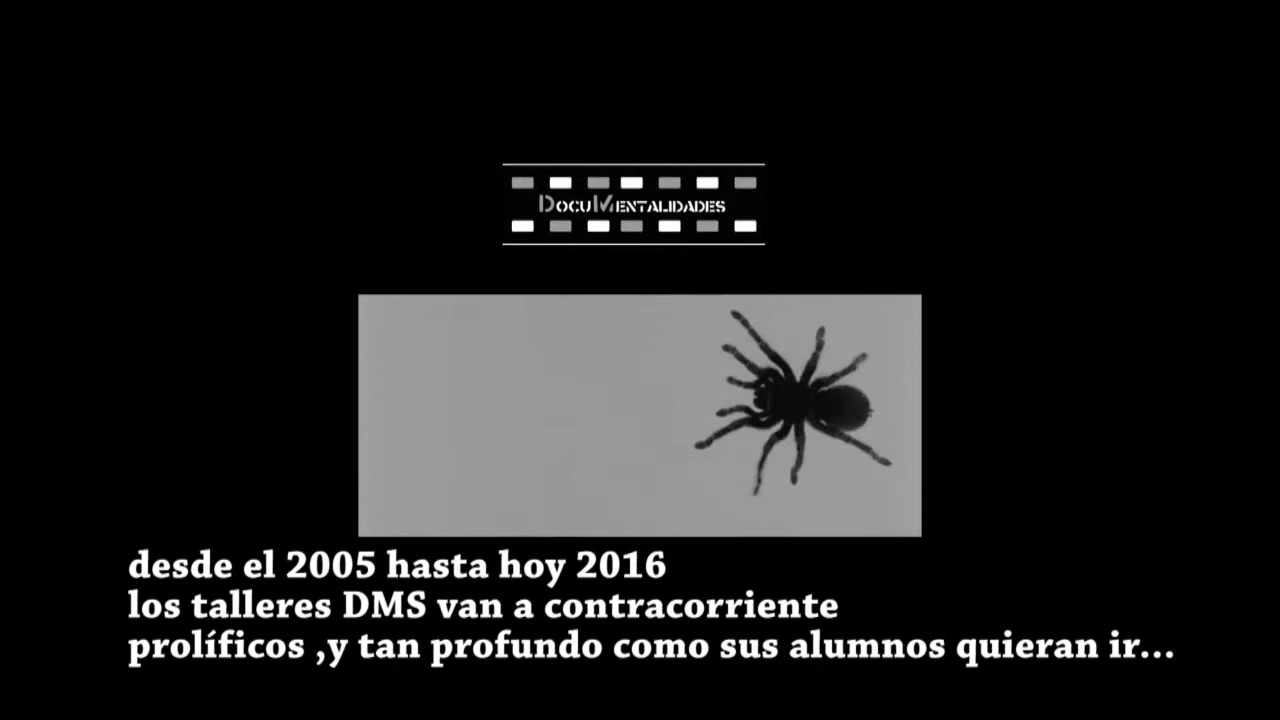 DocuMentalidades
desde el 2005 hasta hoy 2016
los talleres DMS van a contracorriente
prolíficos ,y tan profundo como sus alumnos quieran ir...